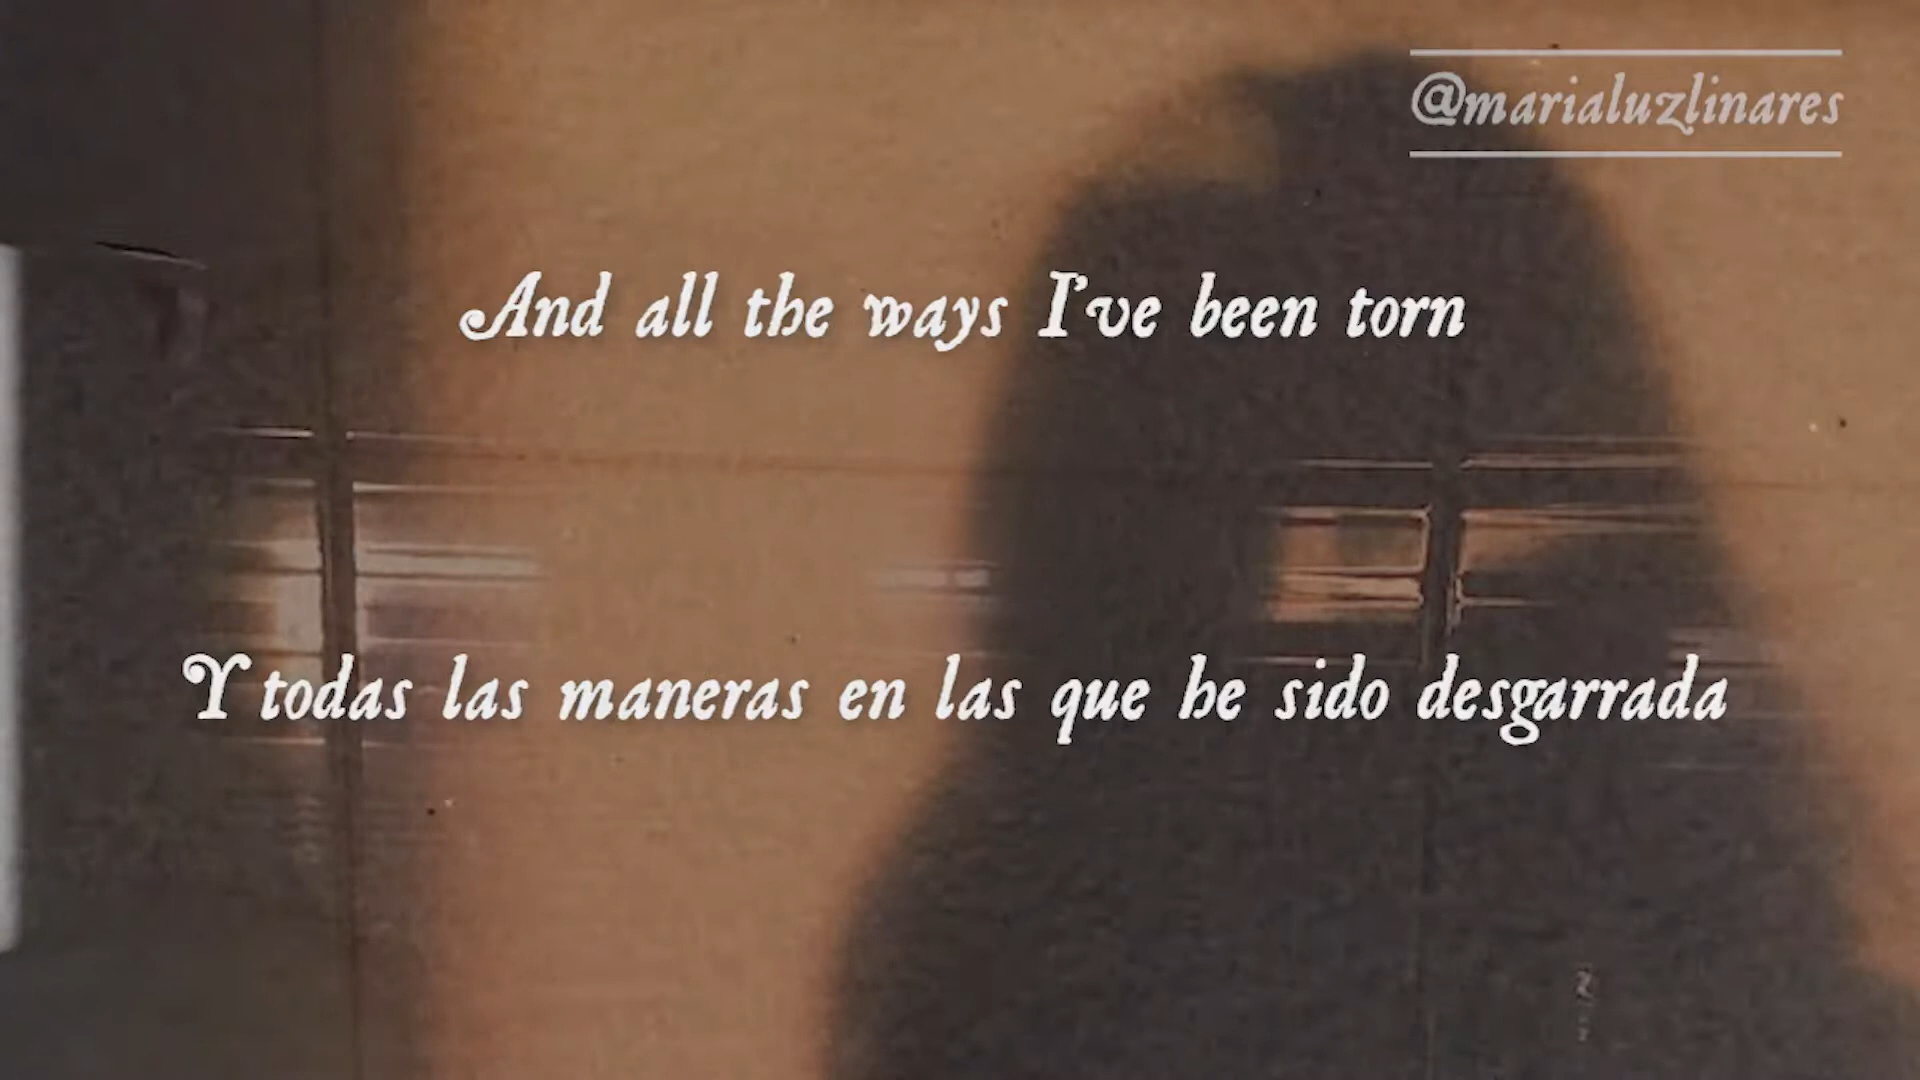 @marialuzlinares
And all the ways I've been torn
Y todas las maneras en las que he sido desgarrada